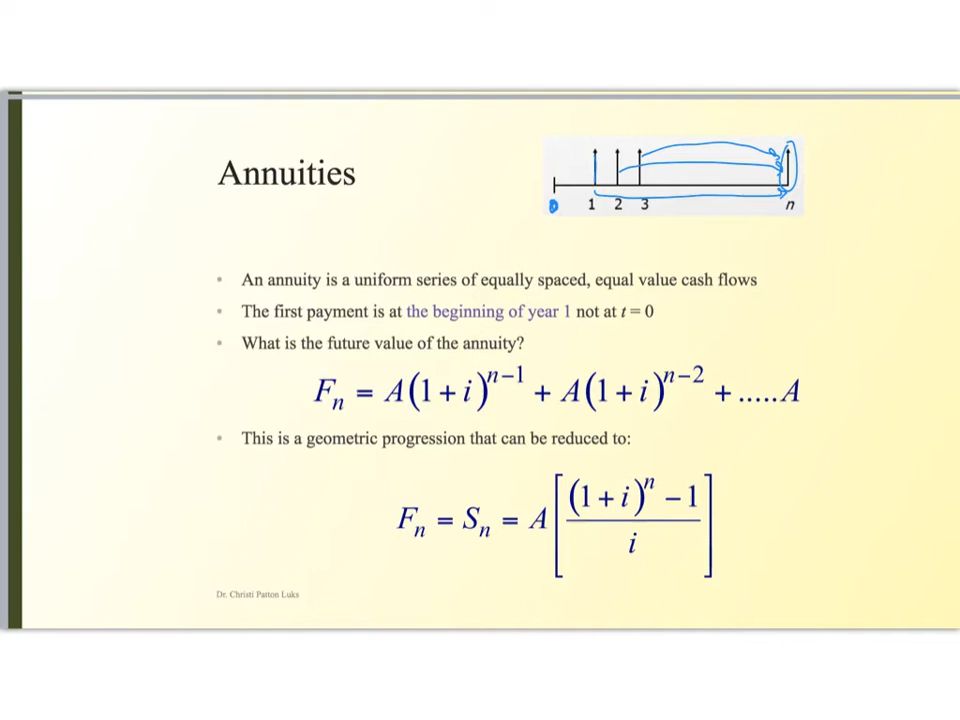 Annuities
0 1 2 3 n
An annuity is a uniform series of equally spaced, equal value cash flows
The first payment is at the beginning of year 1 not at t = 0
What is the future value of the annuity?
Fₙ = A(1 + i)ⁿ⁻¹ + A(1 + i)ⁿ⁻² + .....A
This is a geometric progression that can be reduced to:
Fₙ = Sₙ = A[((1 + i)ⁿ − 1)/i]
Dr. Christi Patton Luks